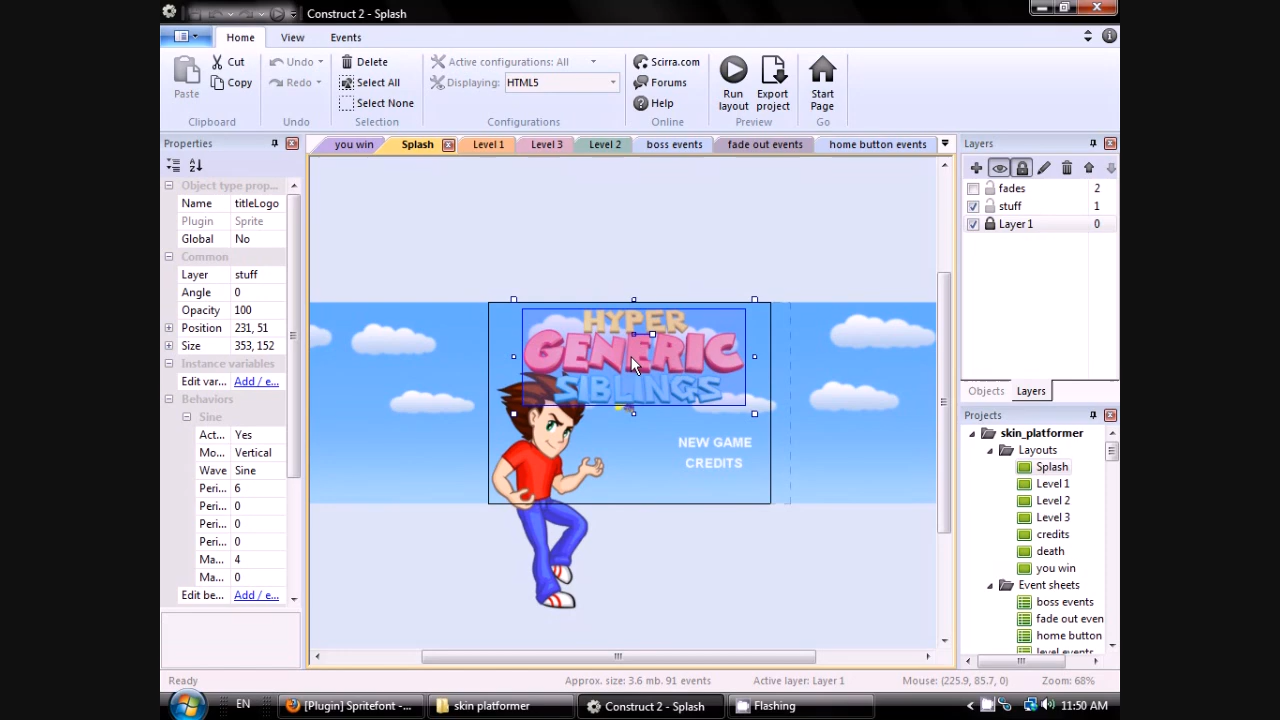 Construct 2 - Splash
Home View Events
Cut
Copy
Paste
Clipboard
Undo
Redo
Undo
Delete
Select All
Select None
Selection
Active configurations: All
Displaying: HTML5
Configurations
Scirra.com
Forums
Help
Online
Run layout
Export project
Preview
Start Page
Go
Properties
you win Splash Level 1 Level 3 Level 2 boss events fade out events home button events
Layers
Object type prop...
Name titleLogo
Plugin Sprite
Global No
Common
Layer stuff
Angle 0
Opacity 100
Position 231, 51
Size 353, 152
Instance variables
Edit var... Add / e...
Behaviors
Sine
Act... Yes
Mo... Vertical
Wave Sine
Peri... 6
Peri... 0
Peri... 0
Peri... 0
Ma... 4
Ma... 0
Edit be... Add / e...
HYPER
GENERIC
SIBLINGS
NEW GAME
CREDITS
fades 2
stuff 1
Layer 1 0
Objects Layers
Projects
skin_platformer
Layouts
Splash
Level 1
Level 2
Level 3
credits
death
you win
Event sheets
boss events
fade out even
home button
level events
Ready
Approx. size: 3.6 mb. 91 events
Active layer: Layer 1
Mouse: (225.9, 85.7, 0)
Zoom: 68%
EN
[Plugin] Spritefont - ...
skin platformer
Construct 2 - Splash
Flashing
11:50 AM